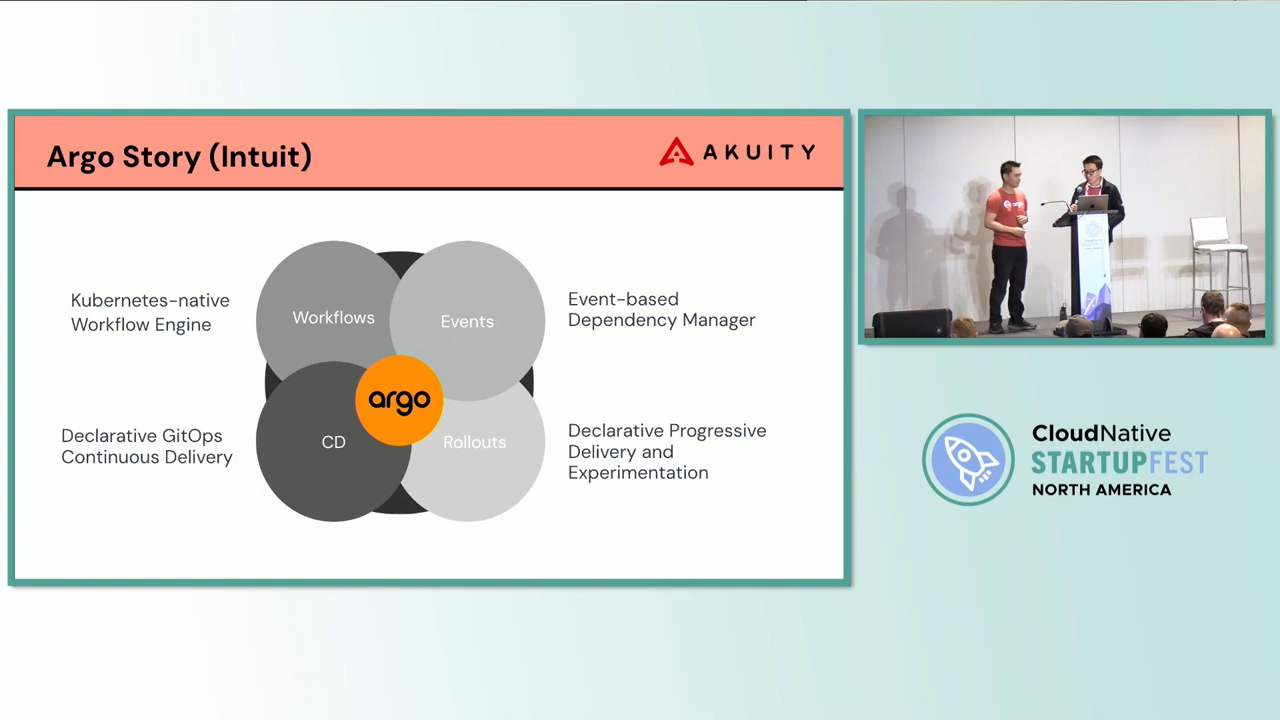 Argo Story (Intuit)
AKUITY
Kubernetes-native
Workflow Engine
Workflows
Events
Event-based
Dependency Manager
argo
Declarative GitOps
Continuous Delivery
CD
Rollouts
Declarative Progressive
Delivery and
Experimentation
CloudNative
STARTUPFEST
NORTH AMERICA